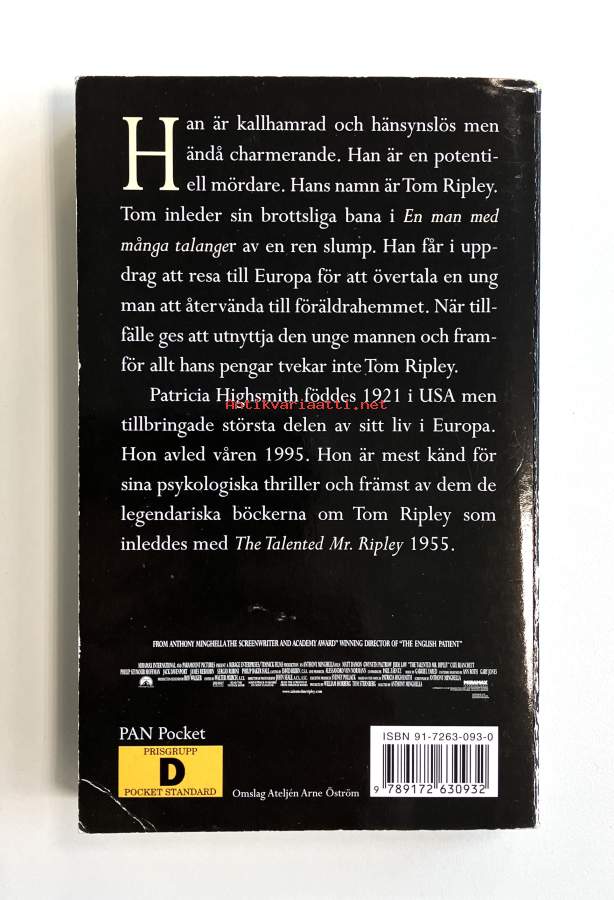 Han är kallhamrad och hänsynslös men
ändå charmerande. Han är en potenti-
ell mördare. Hans namn är Tom Ripley.
Tom inleder sin brottsliga bana i En man med
många talanger av en ren slump. Han får i upp-
drag att resa till Europa för att övertala en ung
man att återvända till föräldrahemmet. När till-
fälle ges att utnyttja den unge mannen och fram-
för allt hans pengar tvekar inte Tom Ripley.
Patricia Highsmith föddes 1921 i USA men
Antikvariaatti.net
tillbringade största delen av sitt liv i Europa.
Hon avled våren 1995. Hon är mest känd för
sina psykologiska thriller och främst av dem de
legendariska böckerna om Tom Ripley som
inleddes med The Talented Mr. Ripley 1955.
FROM ANTHONY MINGHELLA THE SCREENWRITER AND ACADEMY AWARD® WINNING DIRECTOR OF "THE ENGLISH PATIENT"
www.talentedmrripley.com
MIRAMAX
PAN Pocket
PRISGRUPP
D
POCKET STANDARD
Omslag Ateljén Arne Öström
ISBN 91-7263-093-0
9 789172 630932